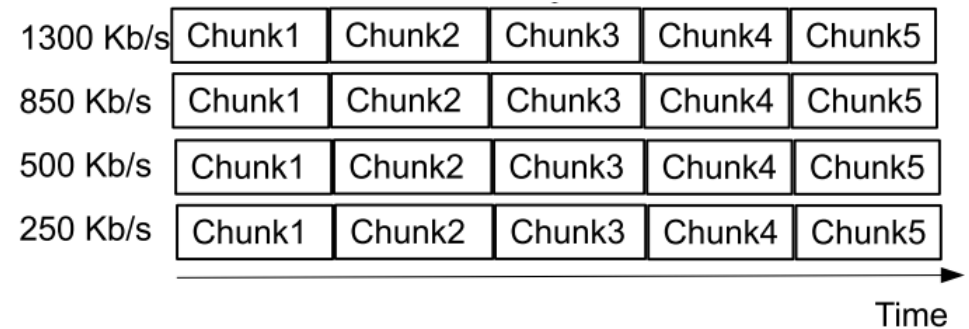 1300 Kb/s Chunk1 Chunk2 Chunk3 Chunk4 Chunk5
850 Kb/s Chunk1 Chunk2 Chunk3 Chunk4 Chunk5
500 Kb/s Chunk1 Chunk2 Chunk3 Chunk4 Chunk5
250 Kb/s Chunk1 Chunk2 Chunk3 Chunk4 Chunk5
Time